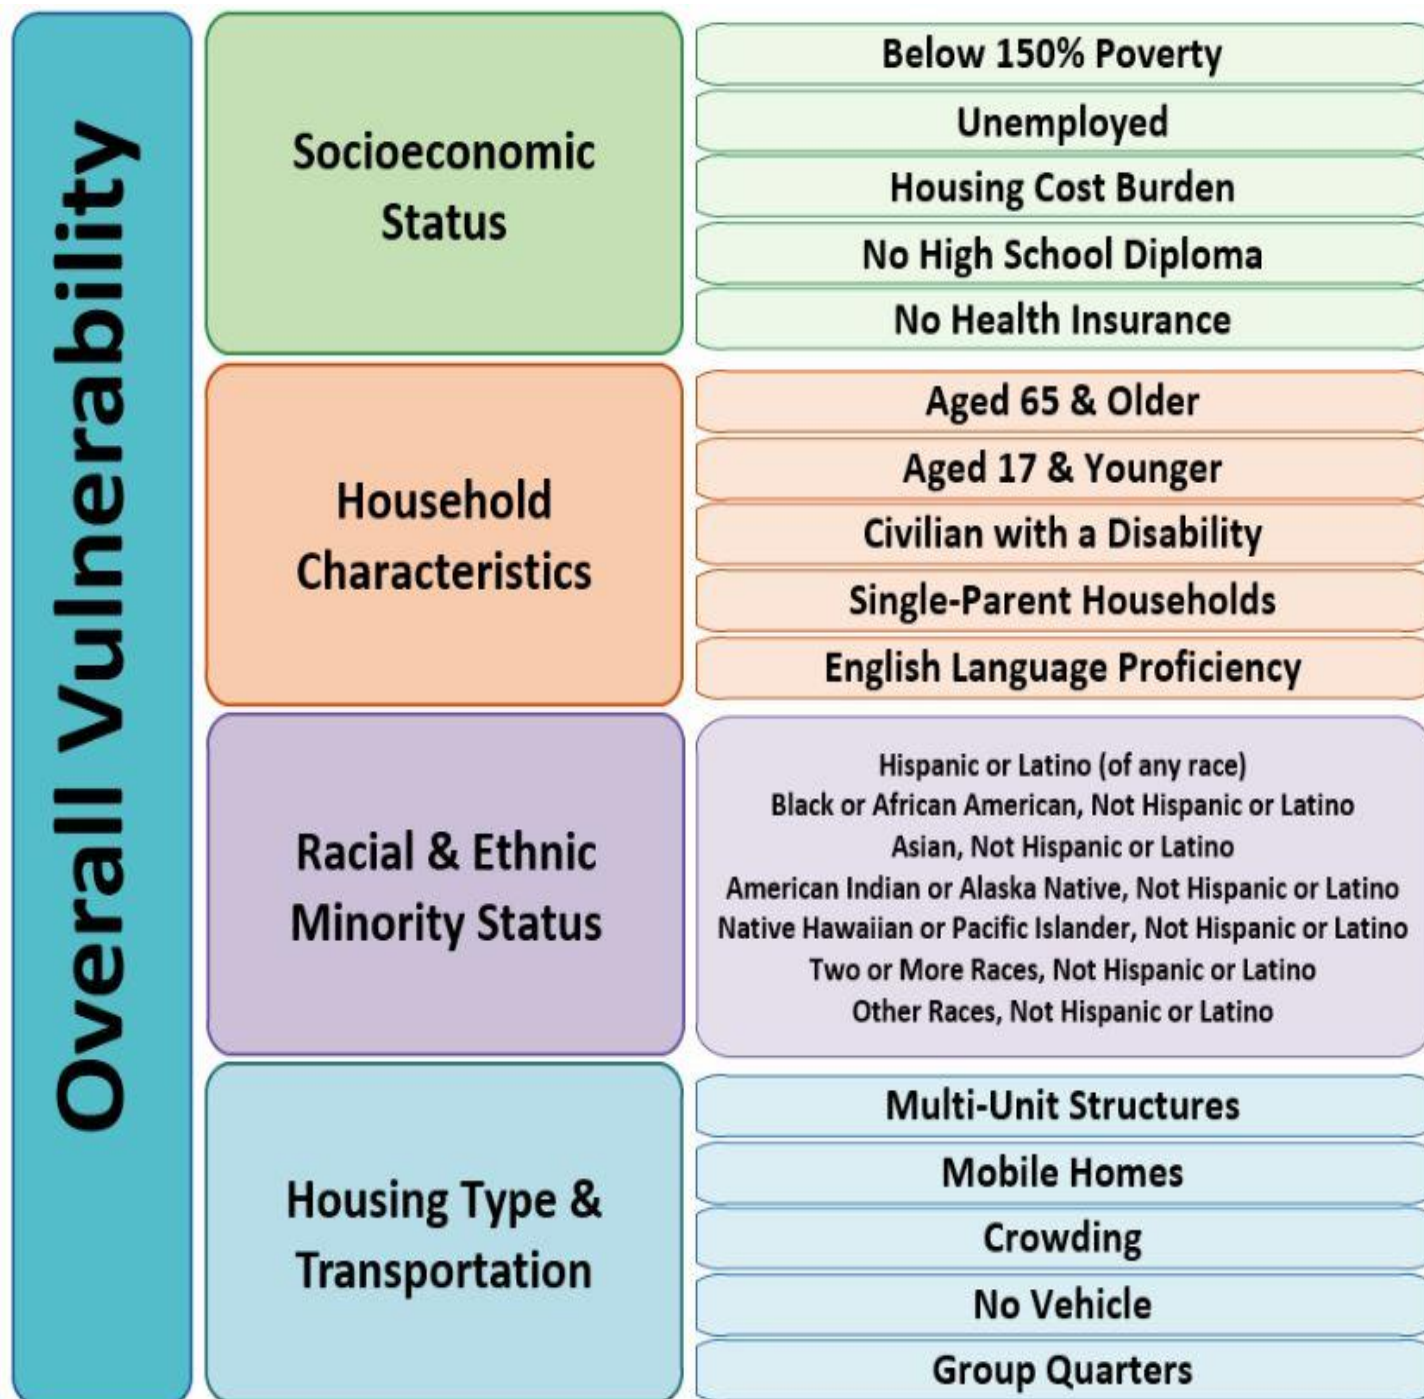 Overall Vulnerability
Socioeconomic
Status
Below 150% Poverty
Unemployed
Housing Cost Burden
No High School Diploma
No Health Insurance
Household
Characteristics
Aged 65 & Older
Aged 17 & Younger
Civilian with a Disability
Single-Parent Households
English Language Proficiency
Racial & Ethnic
Minority Status
Hispanic or Latino (of any race)
Black or African American, Not Hispanic or Latino
Asian, Not Hispanic or Latino
American Indian or Alaska Native, Not Hispanic or Latino
Native Hawaiian or Pacific Islander, Not Hispanic or Latino
Two or More Races, Not Hispanic or Latino
Other Races, Not Hispanic or Latino
Housing Type &
Transportation
Multi-Unit Structures
Mobile Homes
Crowding
No Vehicle
Group Quarters